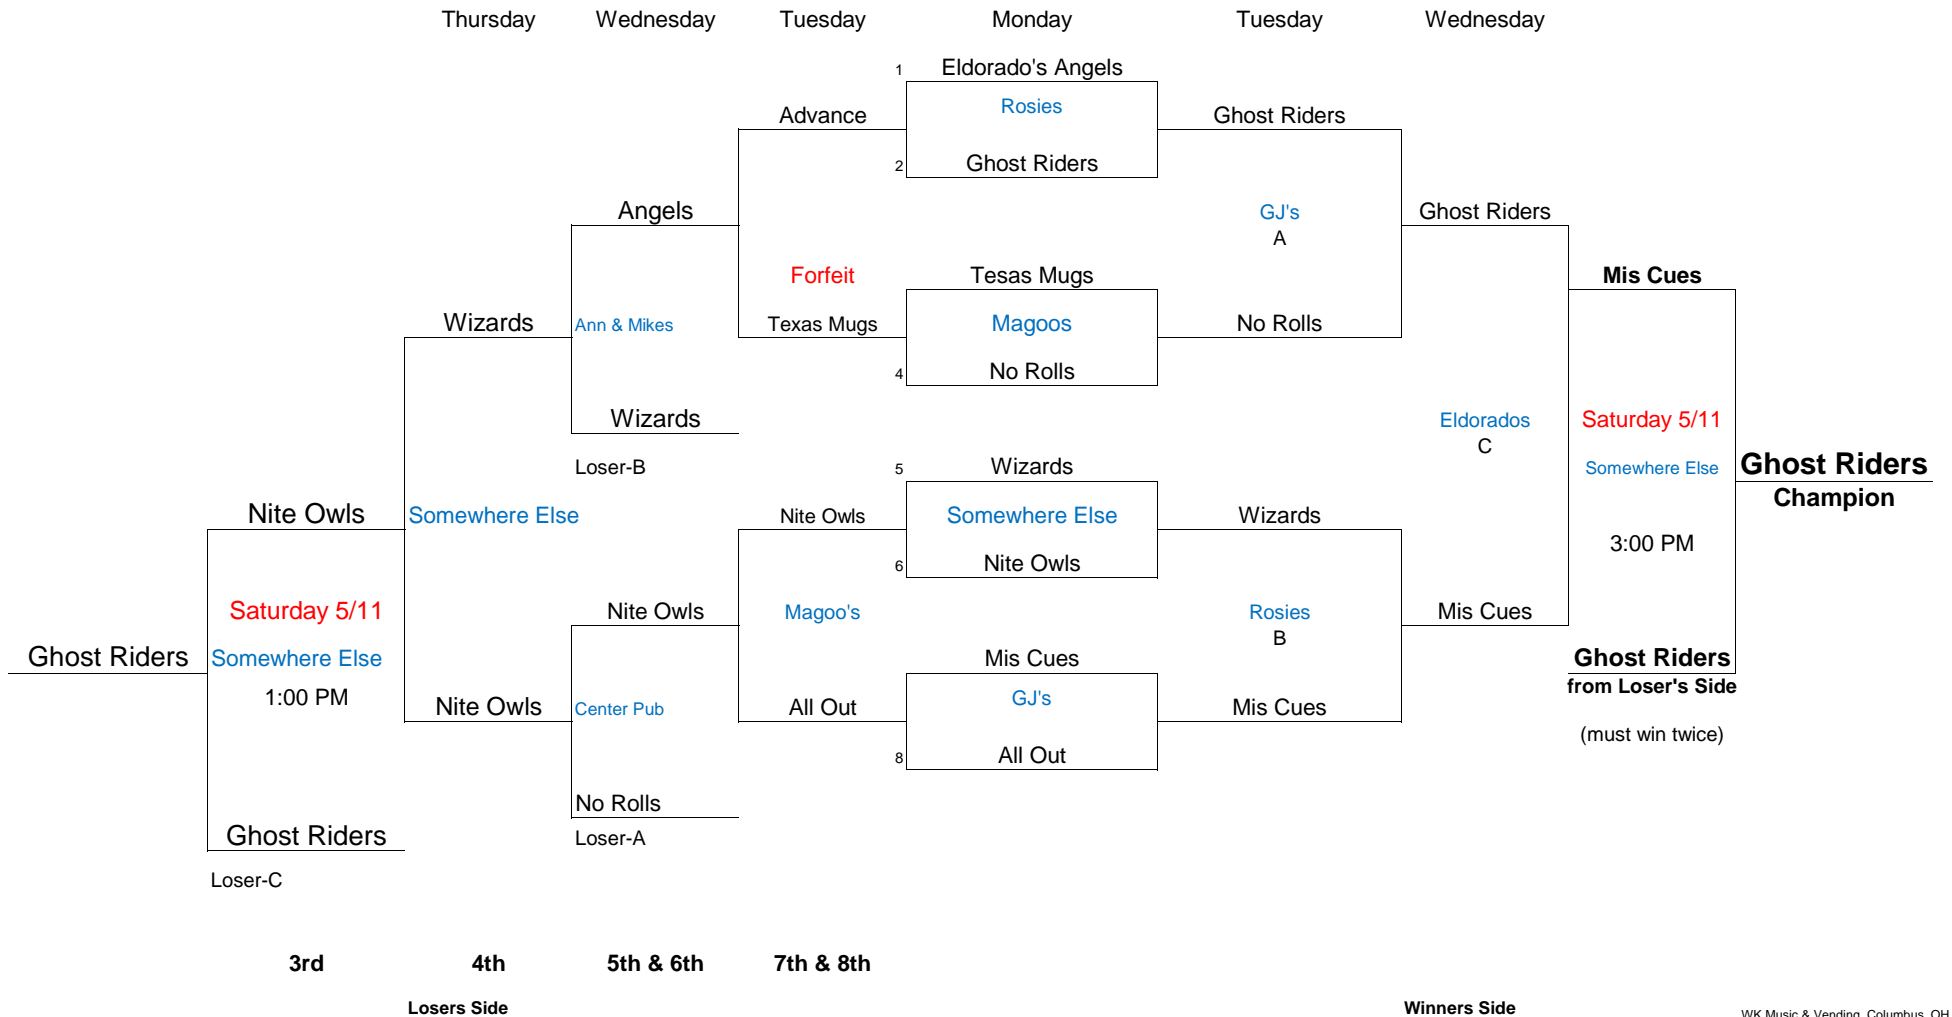 Thursday Wednesday Tuesday Monday Tuesday Wednesday
1 Eldorado's Angels
Rosies
Advance Ghost Riders
2 Ghost Riders
Angels GJ's Ghost Riders
A
Forfeit Tesas Mugs Mis Cues
Wizards Ann & Mikes Texas Mugs Magoos No Rolls
4 No Rolls
Wizards Eldorados Saturday 5/11
C
Loser-B 5 Wizards Somewhere Else Ghost Riders
Champion
Nite Owls Somewhere Else Nite Owls Somewhere Else Wizards
3:00 PM
6 Nite Owls
Saturday 5/11 Nite Owls Magoo's Rosies Mis Cues
B
Ghost Riders Somewhere Else Mis Cues Ghost Riders
from Loser's Side
1:00 PM Nite Owls Center Pub All Out GJ's Mis Cues
(must win twice)
8 All Out
No Rolls
Ghost Riders Loser-A
Loser-C
3rd 4th 5th & 6th 7th & 8th
Losers Side Winners Side WK Music & Vending, Columbus, OH